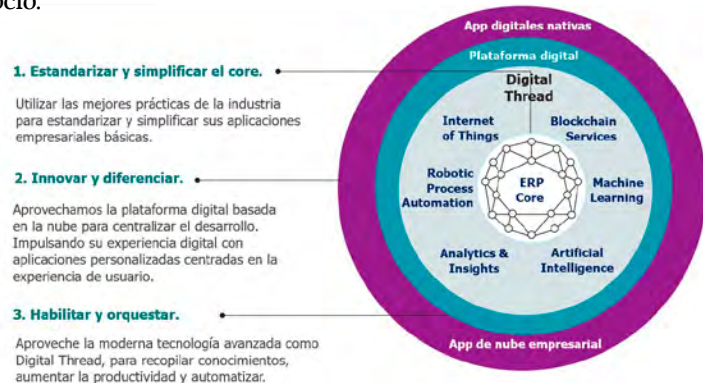 ocio.
1. Estandarizar y simplificar el core.
Utilizar las mejores prácticas de la industria
para estandarizar y simplificar sus aplicaciones
empresariales básicas.
2. Innovar y diferenciar.
Aprovechamos la plataforma digital basada
en la nube para centralizar el desarrollo.
Impulsando su experiencia digital con
aplicaciones personalizadas centradas en la
experiencia de usuario.
3. Habilitar y orquestar.
Aproveche la moderna tecnología avanzada como
Digital Thread, para recopilar conocimientos,
aumentar la productividad y automatizar.
App digitales nativas
Plataforma digital
Digital
Thread
Internet
of Things
Blockchain
Services
Robotic
Process
Automation
ERP
Core
Machine
Learning
Analytics &
Insights
Artificial
Intelligence
App de nube empresarial